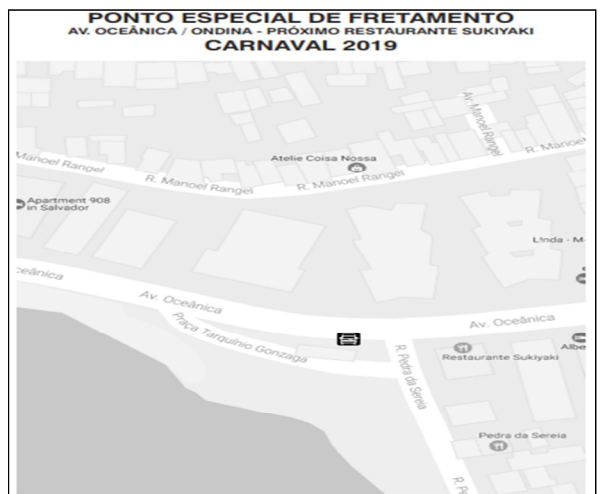 PONTO ESPECIAL DE FRETAMENTO
AV. OCEÂNICA / ONDINA - PRÓXIMO RESTAURANTE SUKIYAKI
CARNAVAL 2019
Av. Manoel Rangel
R. Manoel
Atelie Coisa Nossa
Manoel Rangel
R. Manoel Rangel
R. Manoel Rangel
Apartment 908
in Salvador
Linda - M
ceânica
Av. Oceânica
Av. Oceânica
Praça Tarquínio Gonzaga
R. Pedra da Sereia
Restaurante Sukiyaki
Albe
Pedra da Sereia
R. P